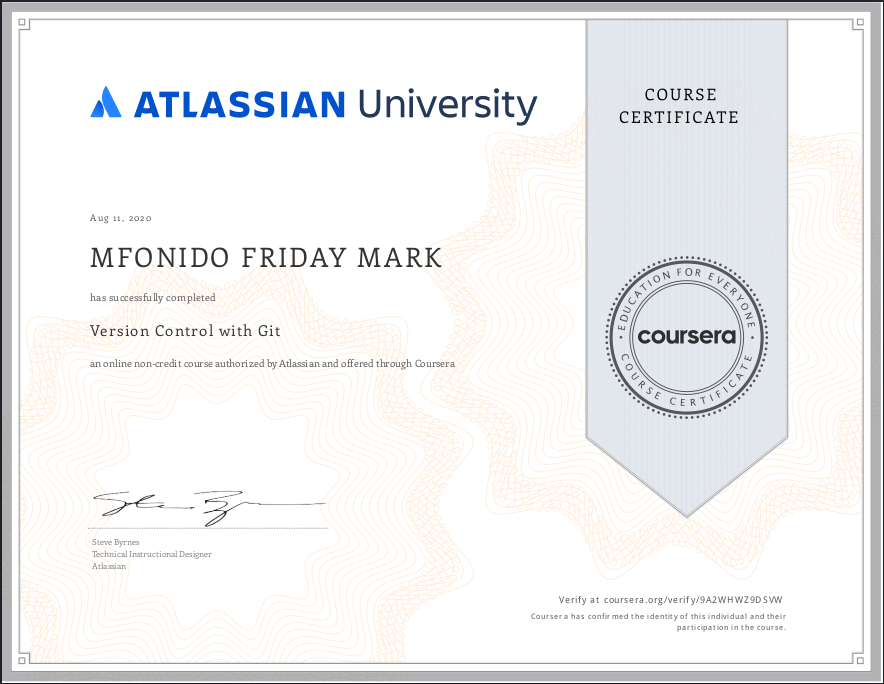 ATLASSIAN University
COURSE
CERTIFICATE
Aug 11, 2020
MFONIDO FRIDAY MARK
has successfully completed
Version Control with Git
an online non-credit course authorized by Atlassian and offered through Coursera
EDUCATION FOR EVERYONE
coursera
COURSE CERTIFICATE
Steve Byrnes
Technical Instructional Designer
Atlassian
Verify at coursera.org/verify/9A2WHWZ9DSVW
Coursera has confirmed the identity of this individual and their
participation in the course.